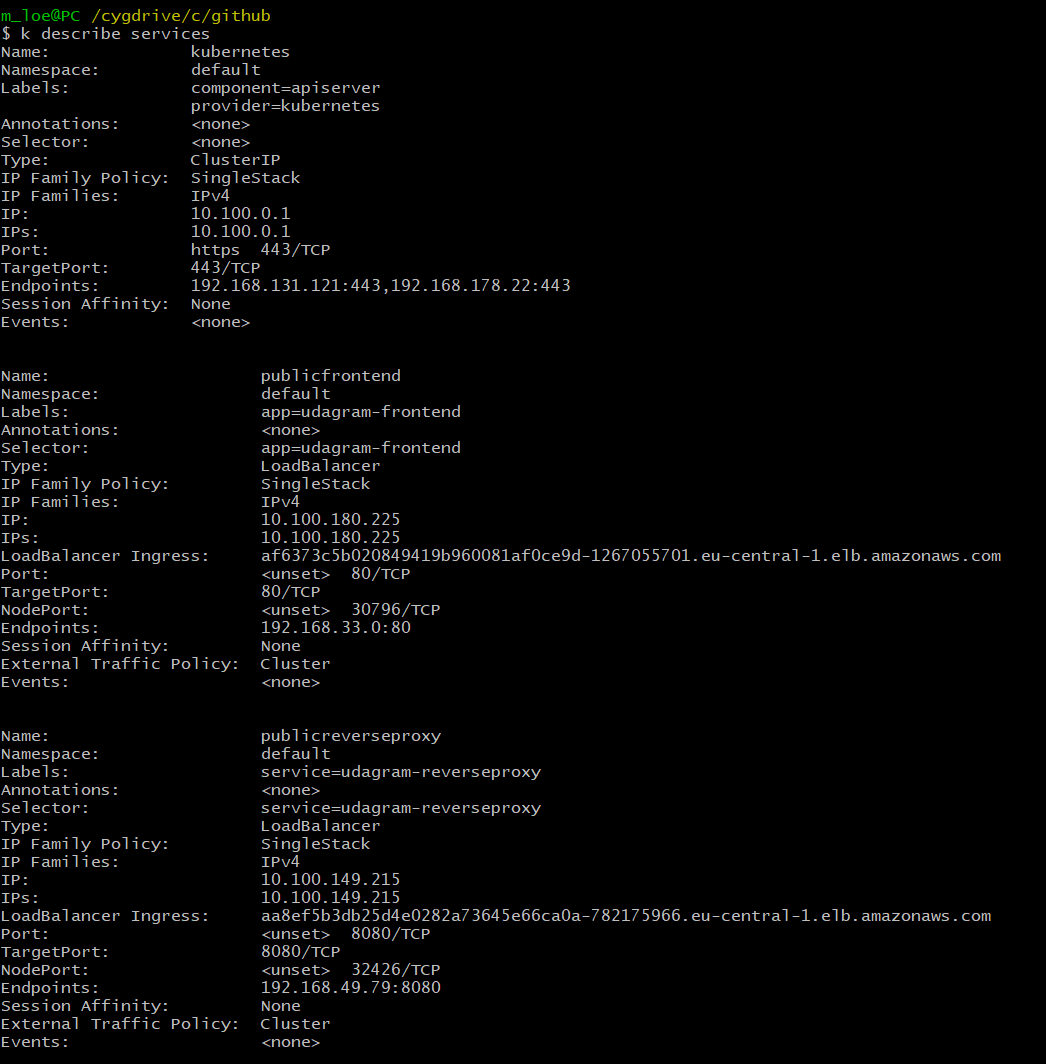 m_loe@PC /cygdrive/c/github
$ k describe services
Name:              kubernetes
Namespace:         default
Labels:            component=apiserver
                   provider=kubernetes
Annotations:       <none>
Selector:          <none>
Type:              ClusterIP
IP Family Policy:  SingleStack
IP Families:       IPv4
IP:                10.100.0.1
IPs:               10.100.0.1
Port:              https  443/TCP
TargetPort:        443/TCP
Endpoints:         192.168.131.121:443,192.168.178.22:443
Session Affinity:  None
Events:            <none>


Name:                     publicfrontend
Namespace:                default
Labels:                   app=udagram-frontend
Annotations:              <none>
Selector:                 app=udagram-frontend
Type:                     LoadBalancer
IP Family Policy:         SingleStack
IP Families:              IPv4
IP:                       10.100.180.225
IPs:                      10.100.180.225
LoadBalancer Ingress:     af6373c5b020849419b960081af0ce9d-1267055701.eu-central-1.elb.amazonaws.com
Port:                     <unset>  80/TCP
TargetPort:               80/TCP
NodePort:                 <unset>  30796/TCP
Endpoints:                192.168.33.0:80
Session Affinity:         None
External Traffic Policy:  Cluster
Events:                   <none>


Name:                     publicreverseproxy
Namespace:                default
Labels:                   service=udagram-reverseproxy
Annotations:              <none>
Selector:                 service=udagram-reverseproxy
Type:                     LoadBalancer
IP Family Policy:         SingleStack
IP Families:              IPv4
IP:                       10.100.149.215
IPs:                      10.100.149.215
LoadBalancer Ingress:     aa8ef5b3db25d4e0282a73645e66ca0a-782175966.eu-central-1.elb.amazonaws.com
Port:                     <unset>  8080/TCP
TargetPort:               8080/TCP
NodePort:                 <unset>  32426/TCP
Endpoints:                192.168.49.79:8080
Session Affinity:         None
External Traffic Policy:  Cluster
Events:                   <none>